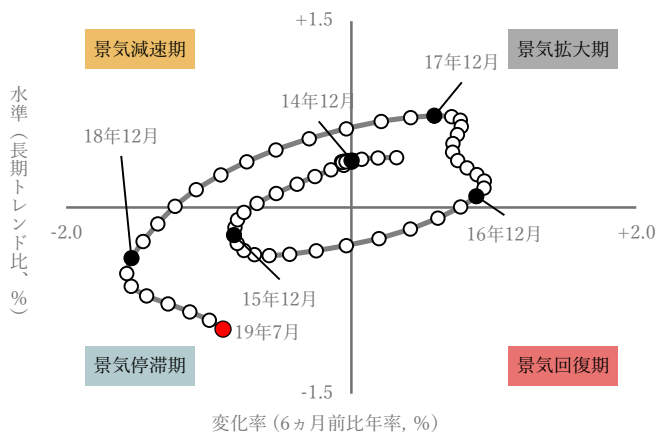 +1.5
景気減速期
景気拡大期
17年12月
14年12月
18年12月
水準（長期トレンド比、％）
-2.0
+2.0
16年12月
15年12月
19年7月
景気停滞期
景気回復期
-1.5
変化率（6ヵ月前比年率, %）